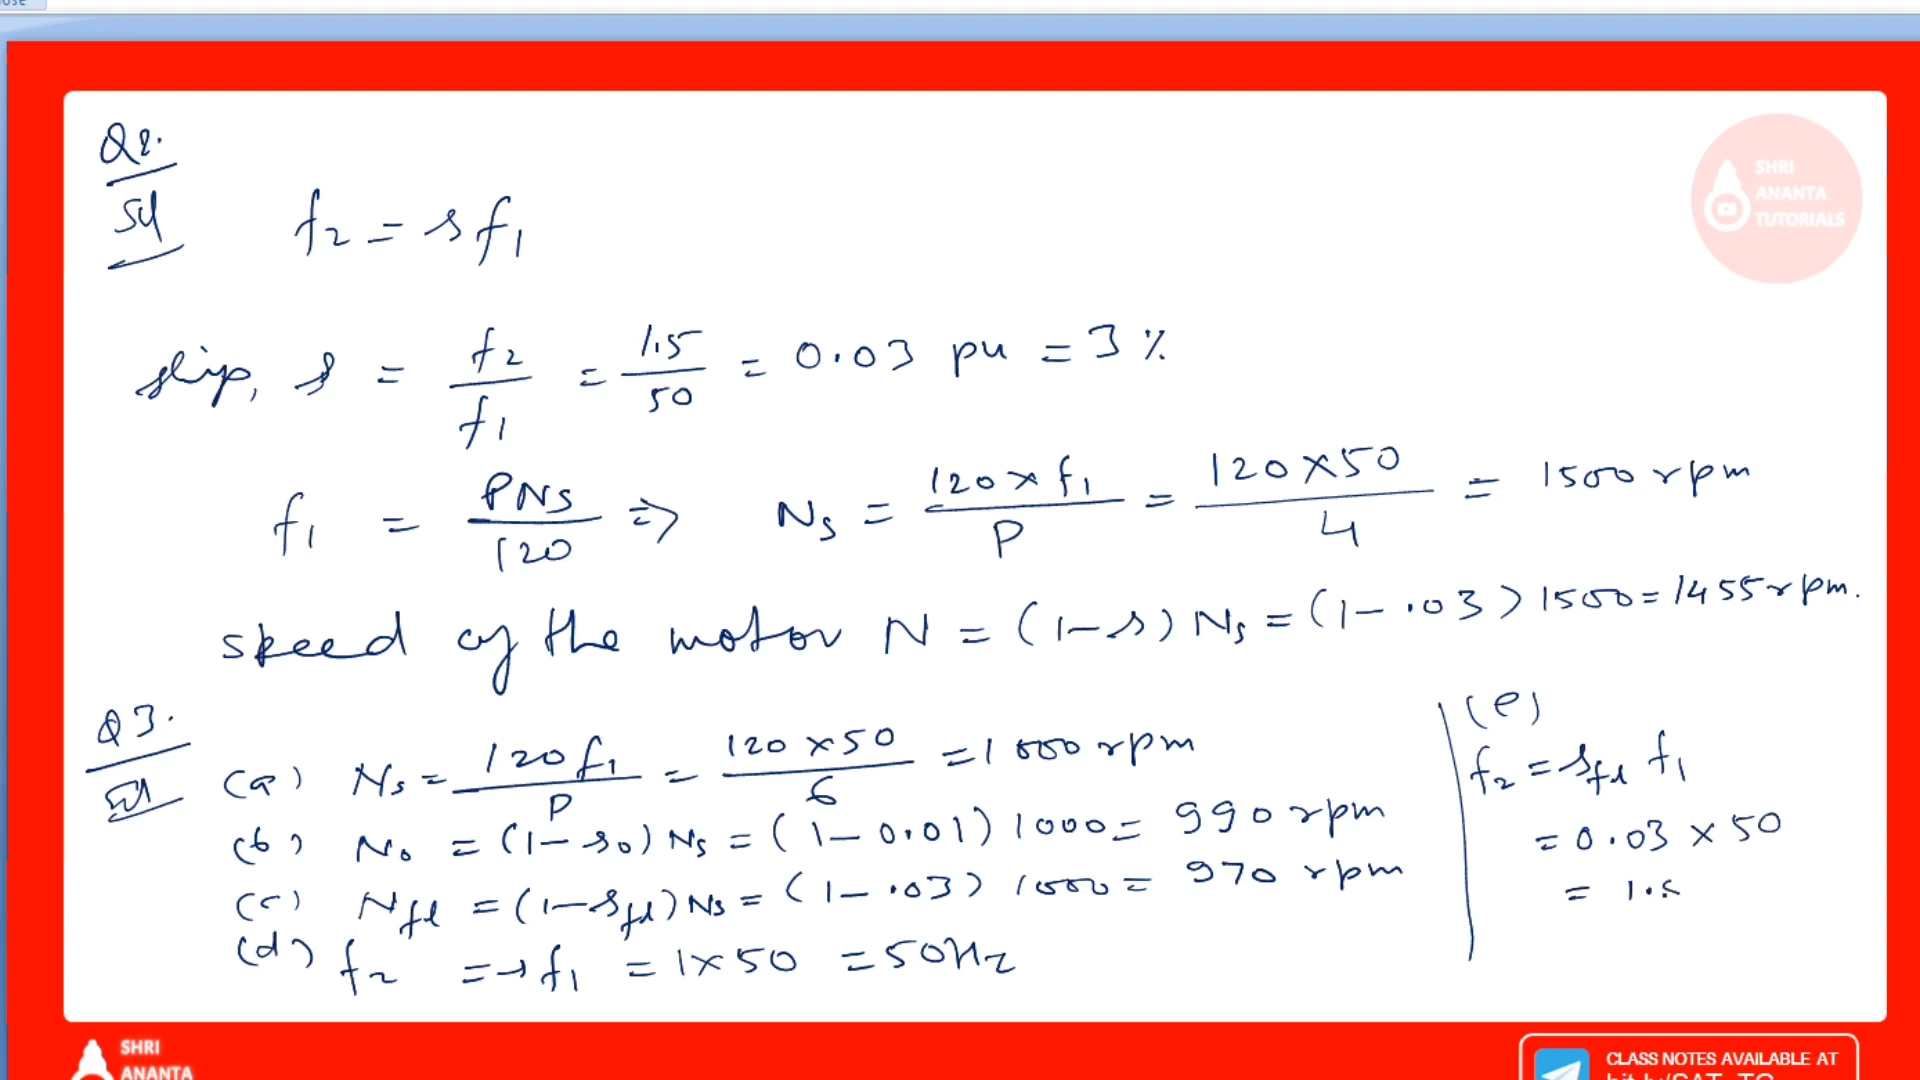 SHRI
ANANTA
TUTORIALS
Q2.
Sol
f₂ = s f₁
slip, s = f₂/f₁ = 1.5/50 = 0.03 pu = 3 %
f₁ = PNs/120 ⇒ Ns = 120 × f₁/P = 120 × 50/4 = 1500 rpm
speed of the motor N = (1 - s) Ns = (1 - .03) 1500 = 1455 rpm.
Q3.
Sol
(a) Ns = 120 f₁/P = 120 × 50/6 = 1000 rpm
(b) N₀ = (1 - s₀) Ns = (1 - 0.01) 1000 = 990 rpm
(c) Nfl = (1 - sfl) Ns = (1 - .03) 1000 = 970 rpm
(d) f₂ = s f₁ = 1 × 50 = 50Hz
(e)
f₂ = sfl f₁
= 0.03 × 50
= 1.5
SHRI
ANANTA
CLASS NOTES AVAILABLE AT